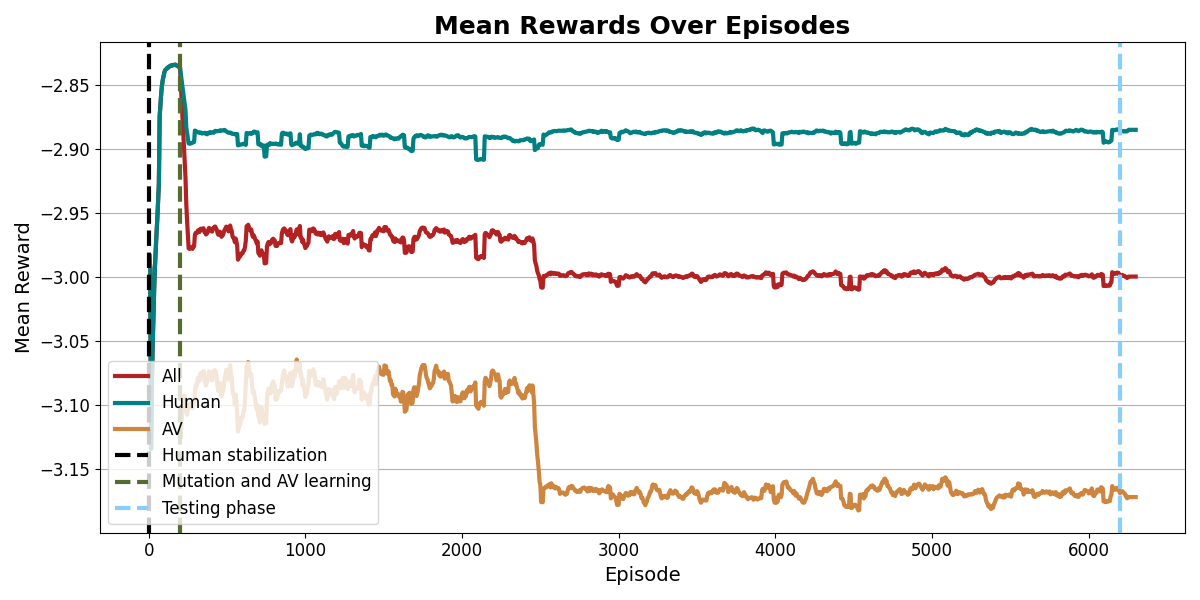 Mean Rewards Over Episodes
Mean Reward
−2.85
−2.90
−2.95
−3.00
−3.05
−3.10
−3.15
All
Human
AV
Human stabilization
Mutation and AV learning
Testing phase
0 1000 2000 3000 4000 5000 6000
Episode